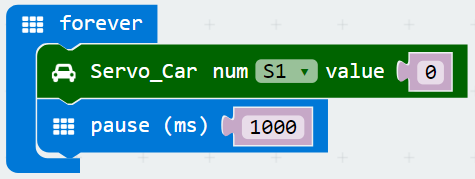 forever
Servo_Car num S1 value 0
pause (ms) 1000